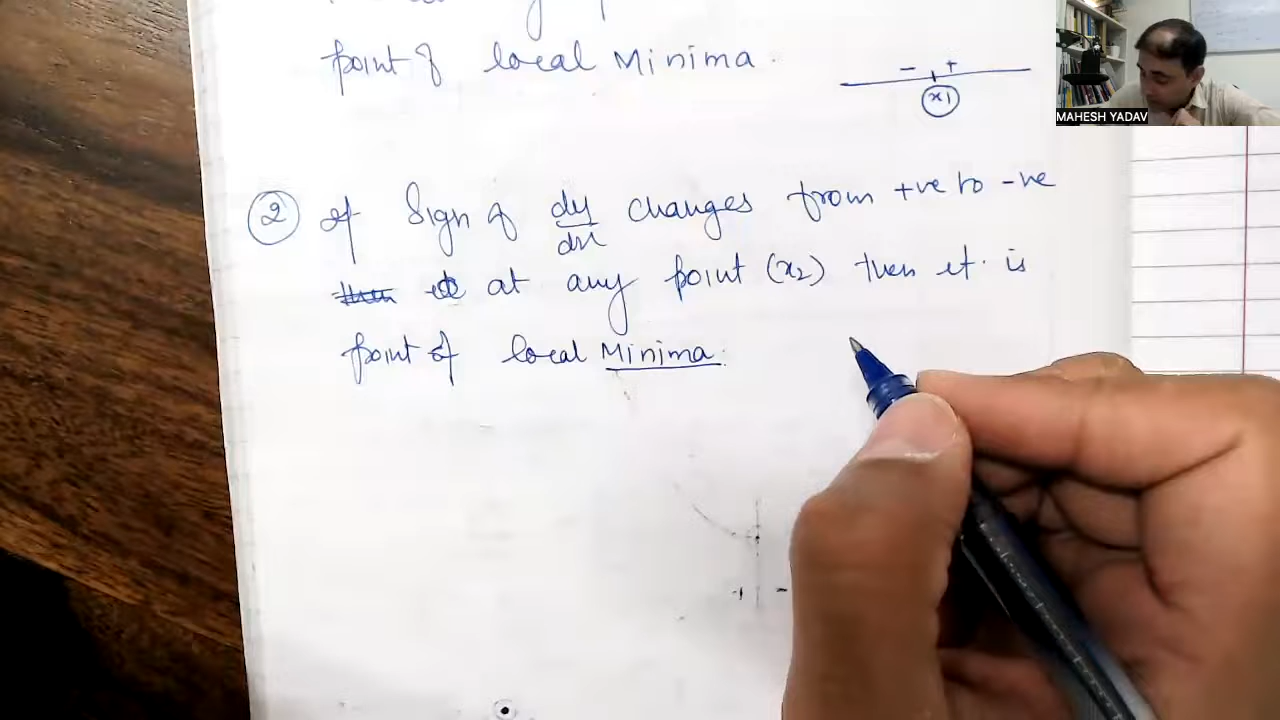 point of local Minima.
- +
x1
MAHESH YADAV
② If Sign of dy/dx changes from +ve to -ve
at any point (x2) then it is
point of local Minima.